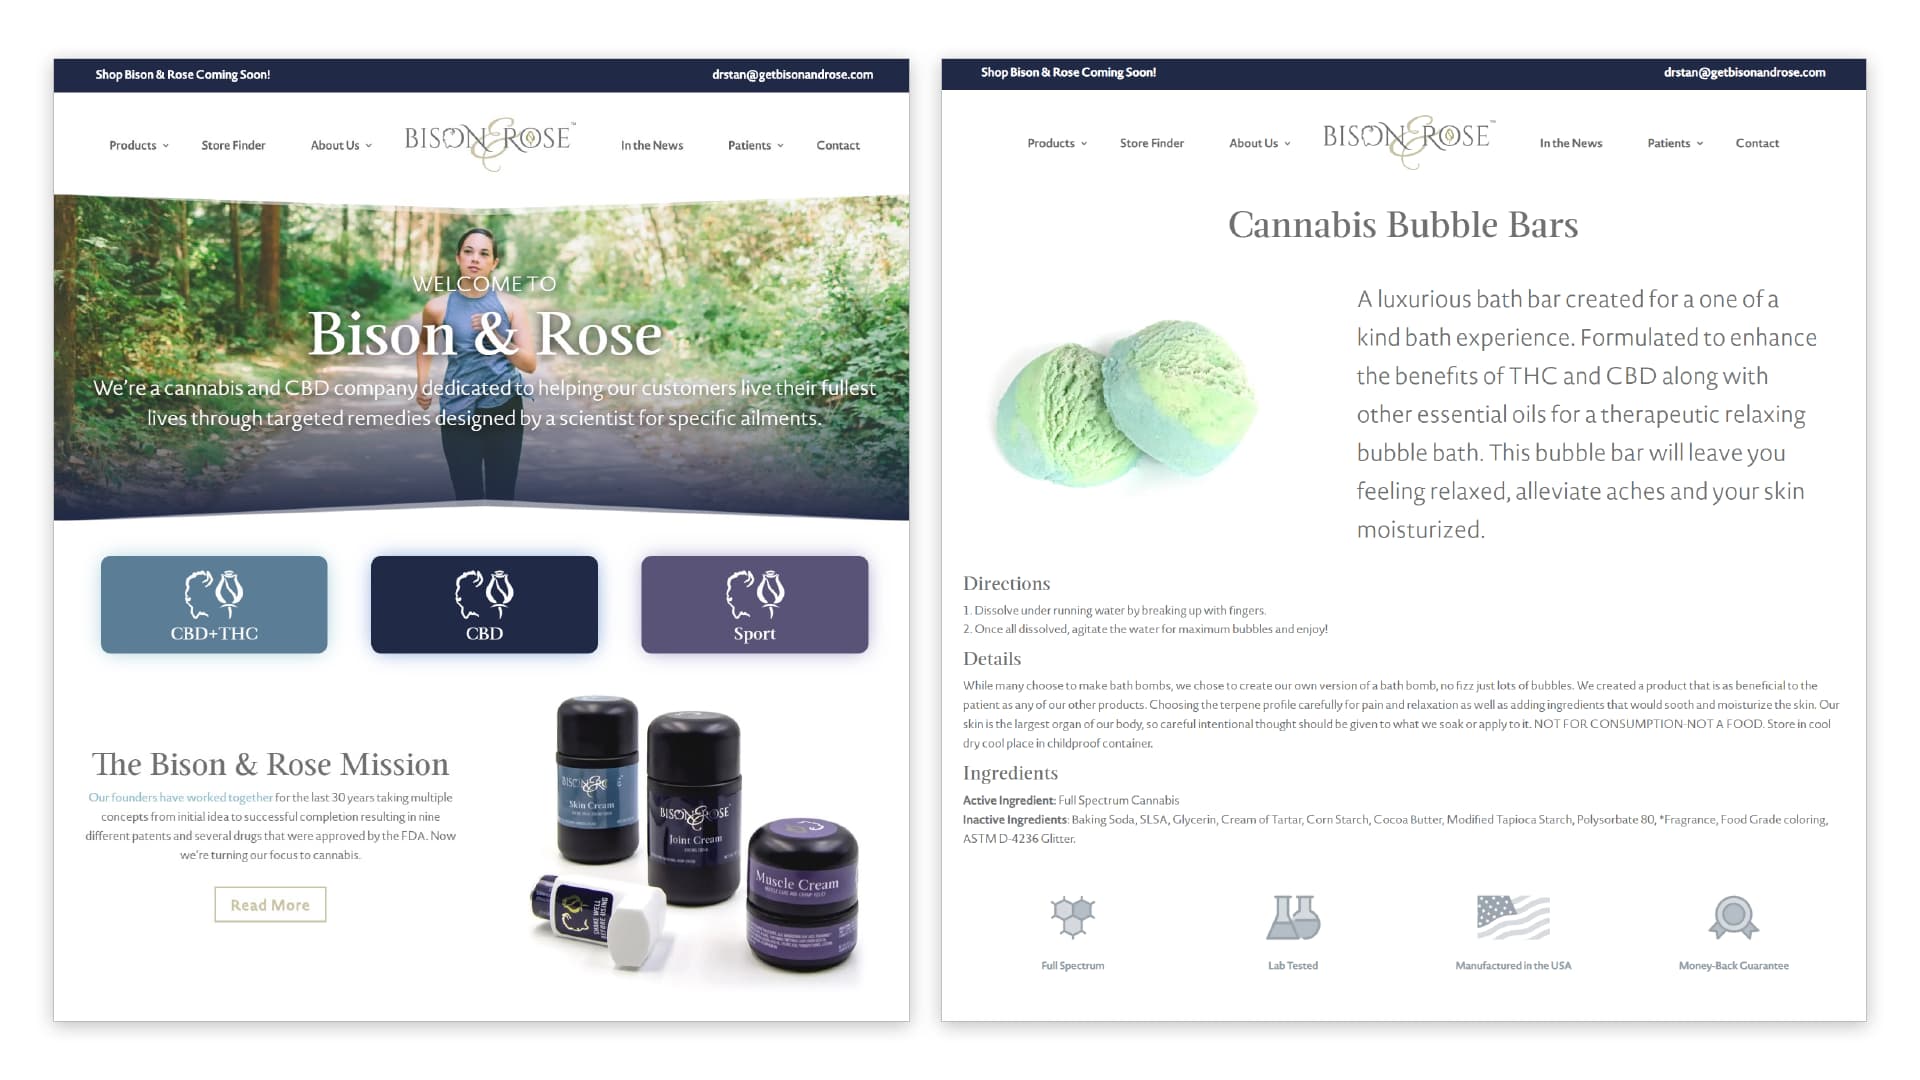 Shop Bison & Rose Coming Soon!
drstan@getbisonandrose.com
Products
Store Finder
About Us
BISON & ROSE™
In the News
Patients
Contact
WELCOME TO
Bison & Rose
We're a cannabis and CBD company dedicated to helping our customers live their fullest
lives through targeted remedies designed by a scientist for specific ailments.
CBD+THC
CBD
Sport
The Bison & Rose Mission
Our founders have worked together for the last 30 years taking multiple
concepts from initial idea to successful completion resulting in nine
different patents and several drugs that were approved by the FDA. Now
we're turning our focus to cannabis.
Read More
BISON & ROSE
Skin Cream
BISON & ROSE
Joint Cream
Muscle Cream
SHAKE WELL
BEFORE USING
Shop Bison & Rose Coming Soon!
drstan@getbisonandrose.com
Products
Store Finder
About Us
BISON & ROSE™
In the News
Patients
Contact
Cannabis Bubble Bars
A luxurious bath bar created for a one of a
kind bath experience. Formulated to enhance
the benefits of THC and CBD along with
other essential oils for a therapeutic relaxing
bubble bath. This bubble bar will leave you
feeling relaxed, alleviate aches and your skin
moisturized.
Directions
1. Dissolve under running water by breaking up with fingers.
2. Once all dissolved, agitate the water for maximum bubbles and enjoy!
Details
While many choose to make bath bombs, we chose to create our own version of a bath bomb, no fizz just lots of bubbles. We created a product that is as beneficial to the
patient as any of our other products. Choosing the terpene profile carefully for pain and relaxation as well as adding ingredients that would sooth and moisturize the skin. Our
skin is the largest organ of our body, so careful intentional thought should be given to what we soak or apply to it. NOT FOR CONSUMPTION-NOT A FOOD. Store in cool
dry cool place in childproof container.
Ingredients
Active Ingredient: Full Spectrum Cannabis
Inactive Ingredients: Baking Soda, SLSA, Glycerin, Cream of Tartar, Corn Starch, Cocoa Butter, Modified Tapioca Starch, Polysorbate 80, *Fragrance, Food Grade coloring,
ASTM D-4236 Glitter.
Full Spectrum
Lab Tested
Manufactured in the USA
Money-Back Guarantee